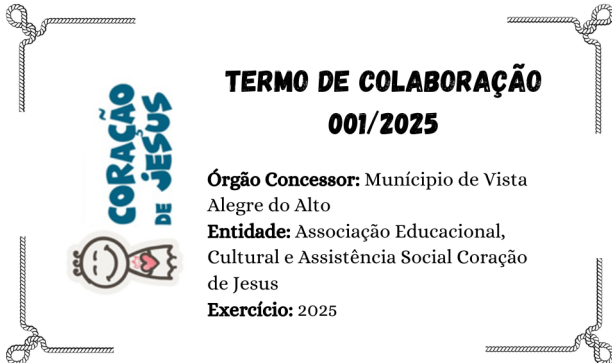 CORAÇÃO
DE JESUS
TERMO DE COLABORAÇÃO
001/2025
Órgão Concessor: Munícipio de Vista
Alegre do Alto
Entidade: Associação Educacional,
Cultural e Assistência Social Coração
de Jesus
Exercício: 2025